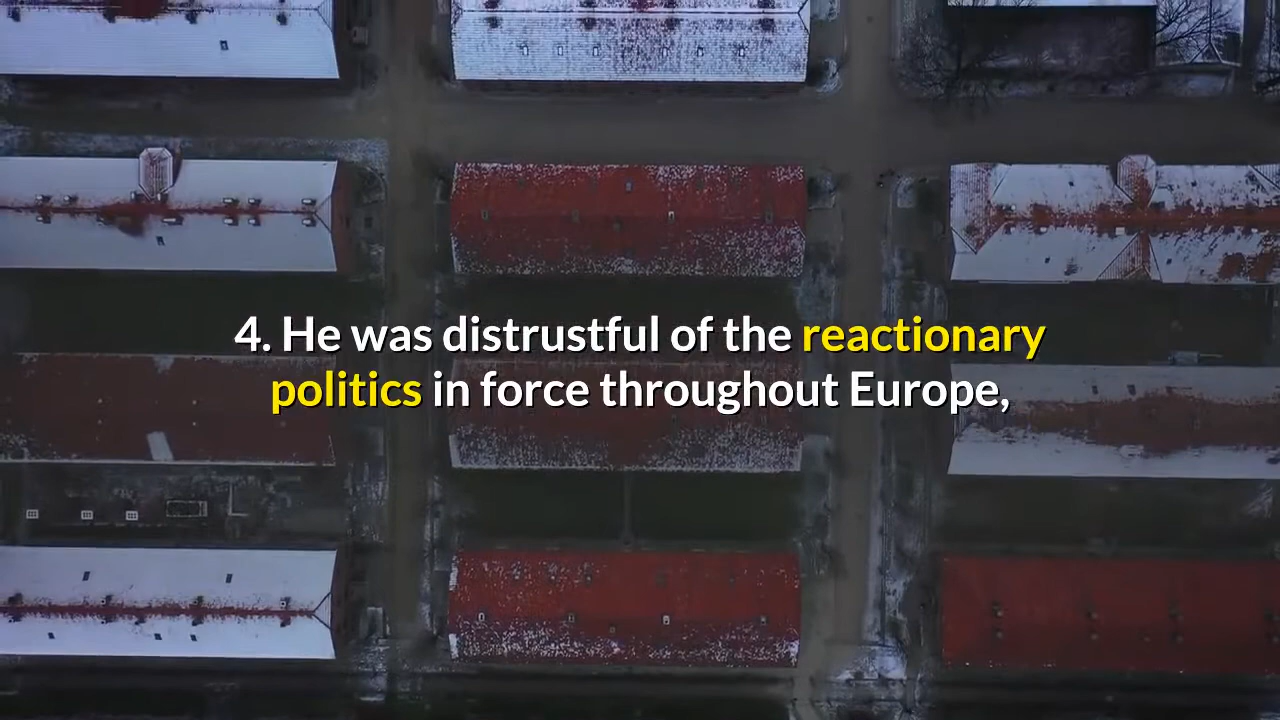 4. He was distrustful of the reactionary
politics in force throughout Europe,